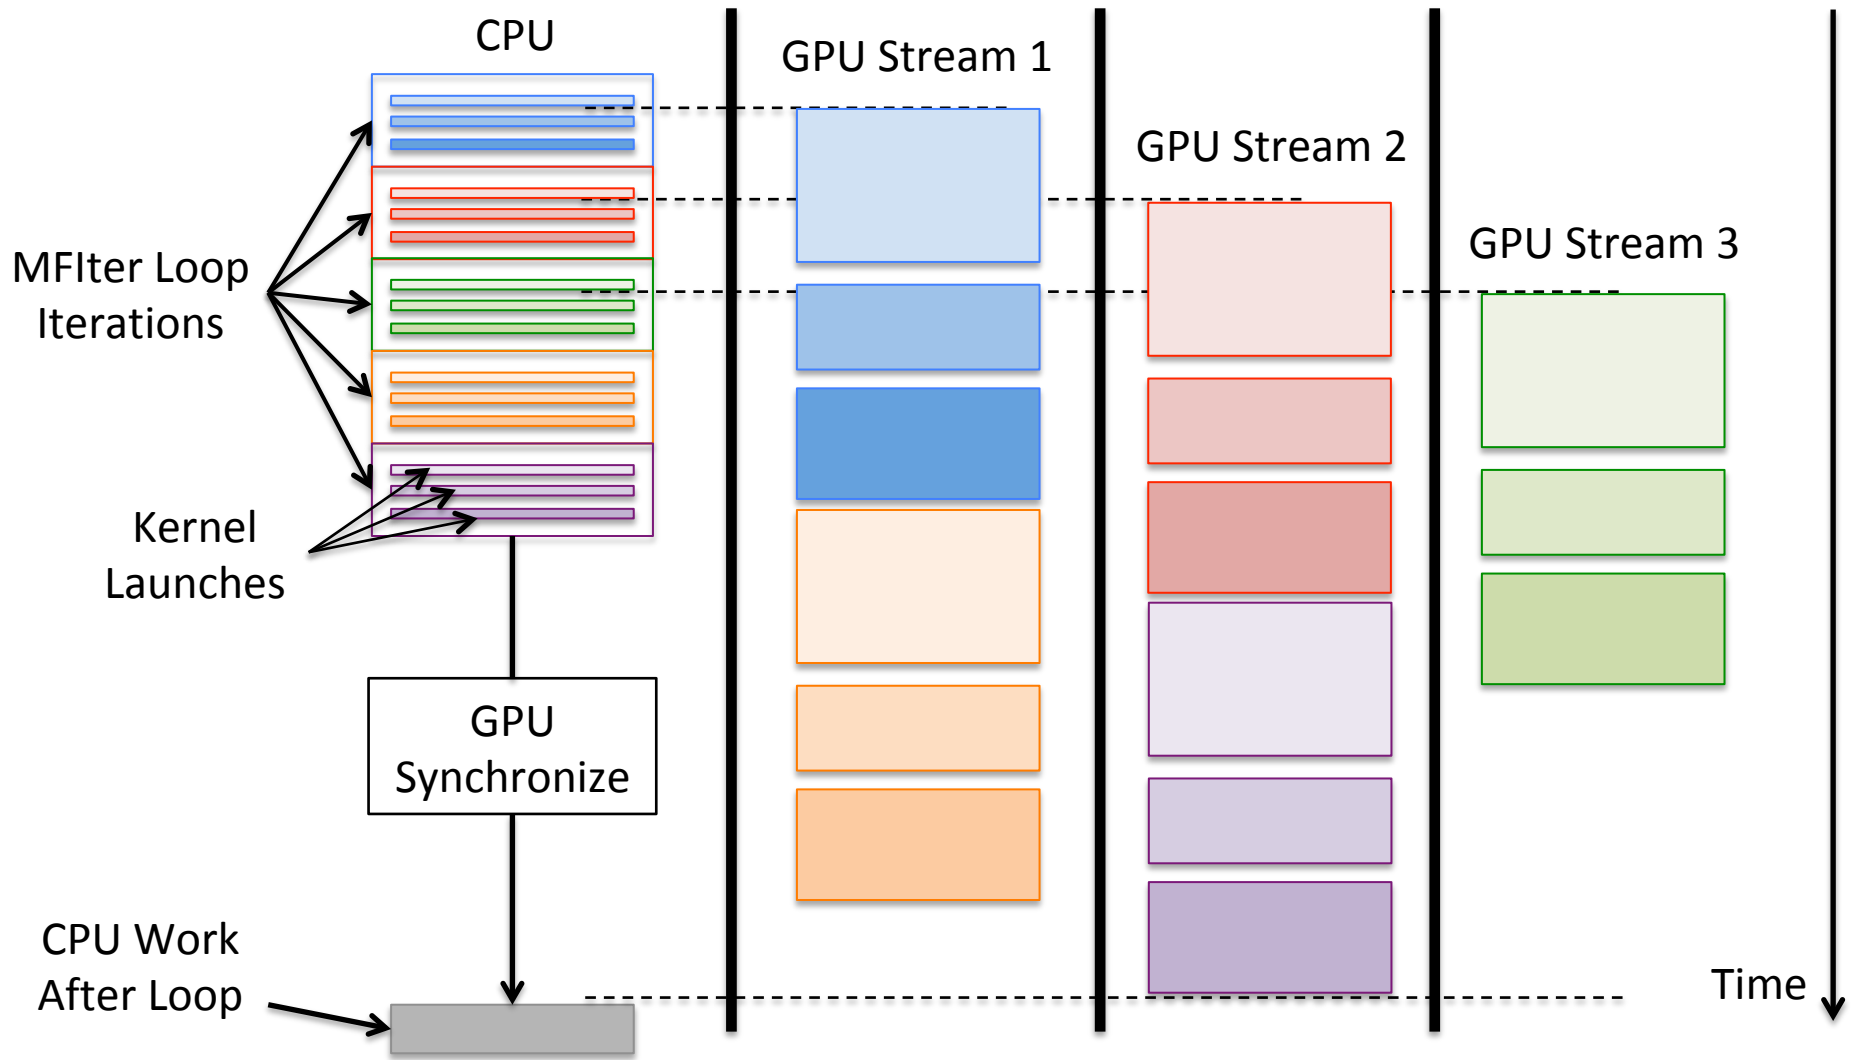 CPU
GPU Stream 1
GPU Stream 2
GPU Stream 3
MFIter Loop
Iterations
Kernel
Launches
GPU
Synchronize
CPU Work
After Loop
Time